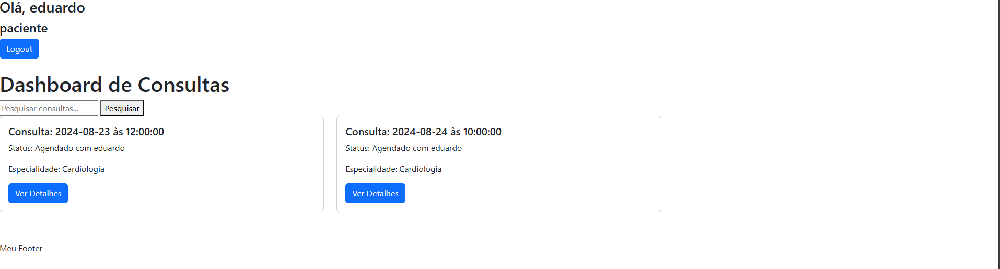 Olá, eduardo
paciente
Logout
Dashboard de Consultas
Pesquisar consultas... Pesquisar
Consulta: 2024-08-23 às 12:00:00
Status: Agendado com eduardo
Especialidade: Cardiologia
Ver Detalhes
Consulta: 2024-08-24 às 10:00:00
Status: Agendado com eduardo
Especialidade: Cardiologia
Ver Detalhes
Meu Footer